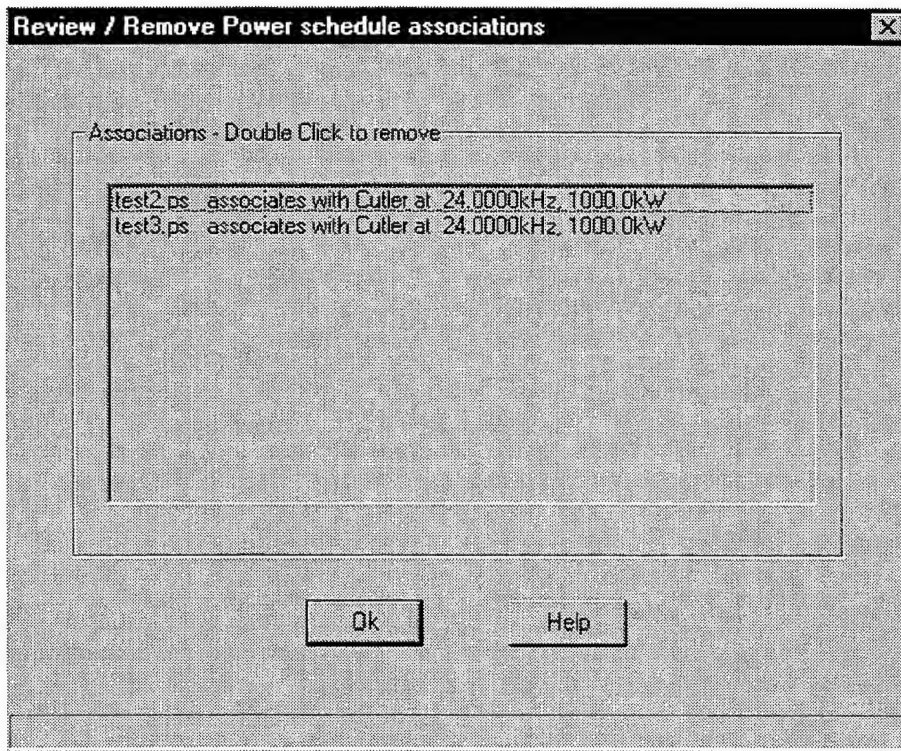 Review / Remove Power schedule associations
Associations - Double Click to remove
test2.ps associates with Cutler at 24.0000kHz, 1000.0kW
test3.ps associates with Cutler at 24.0000kHz, 1000.0kW
Ok
Help